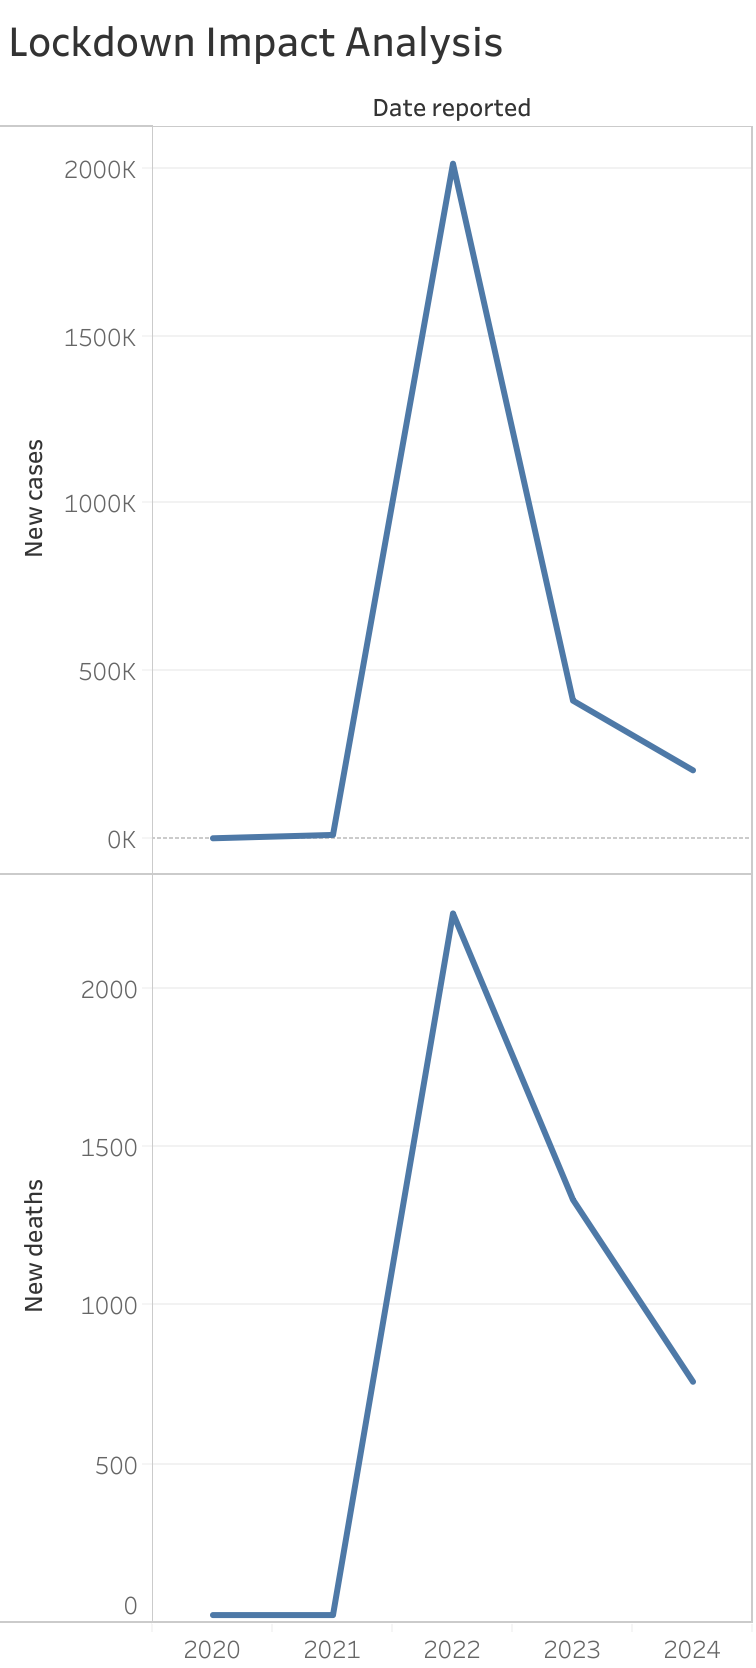 Lockdown Impact Analysis
Date reported
New cases
2000K
1500K
1000K
500K
0K
New deaths
2000
1500
1000
500
0
2020 2021 2022 2023 2024